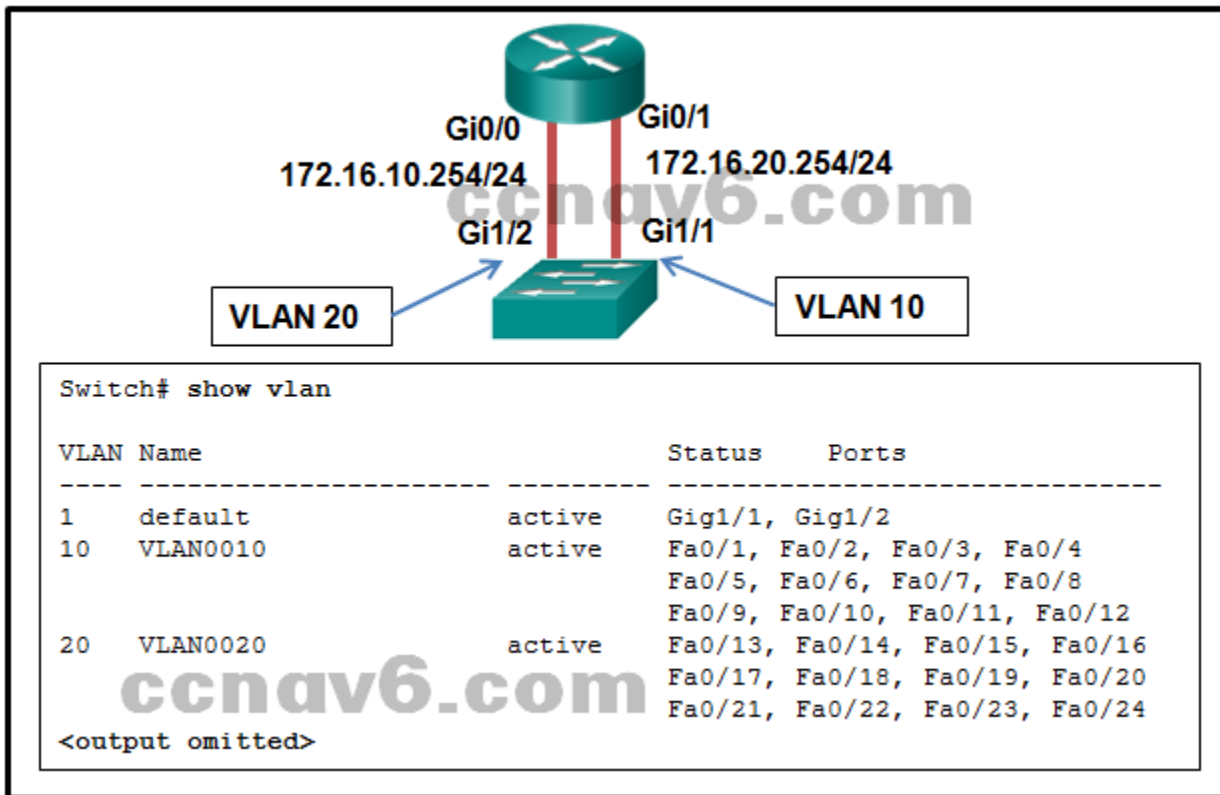 Gi0/0
Gi0/1
172.16.10.254/24
172.16.20.254/24
ccnav6.com
Gi1/2
Gi1/1
VLAN 20
VLAN 10
Switch# show vlan
VLAN Name Status Ports
---- ---------------------- --------- -------------------------------
1 default active Gig1/1, Gig1/2
10 VLAN0010 active Fa0/1, Fa0/2, Fa0/3, Fa0/4
Fa0/5, Fa0/6, Fa0/7, Fa0/8
Fa0/9, Fa0/10, Fa0/11, Fa0/12
20 VLAN0020 active Fa0/13, Fa0/14, Fa0/15, Fa0/16
Fa0/17, Fa0/18, Fa0/19, Fa0/20
ccnav6.com
Fa0/21, Fa0/22, Fa0/23, Fa0/24
<output omitted>